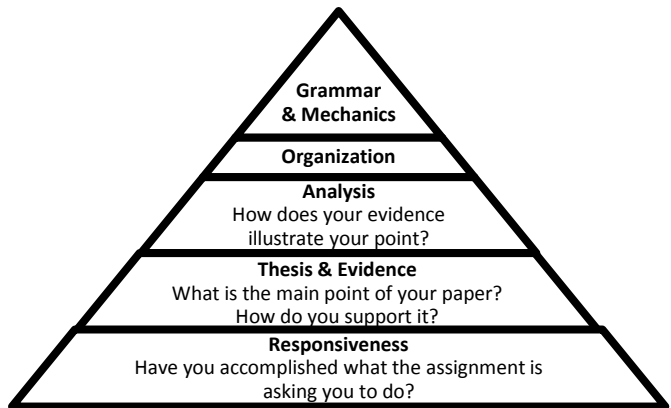 Grammar
& Mechanics
Organization
Analysis
How does your evidence
illustrate your point?
Thesis & Evidence
What is the main point of your paper?
How do you support it?
Responsiveness
Have you accomplished what the assignment is
asking you to do?